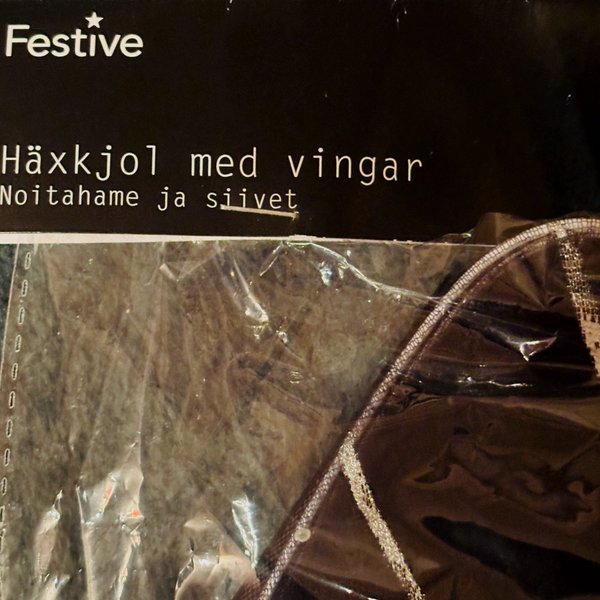 Festive
Häxkjol med vingar
Noitahame ja siivet